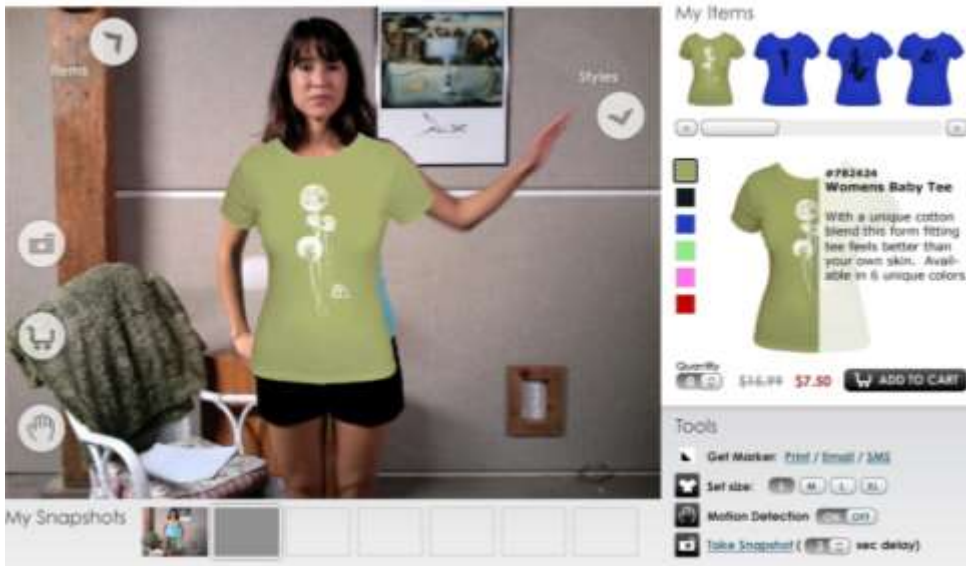 My Items
Items
Styles
#782424
Womens Baby Tee
With a unique cotton
blend this form fitting
tee feels better than
your own skin. Avail-
able in 6 unique colors
Quantity
$15.99 $7.50 ADD TO CART
Tools
Get Marker: Print / Email / SMS
Set size: M L XL
Motion Detection Off
Take Snapshot ( sec delay)
My Snapshots